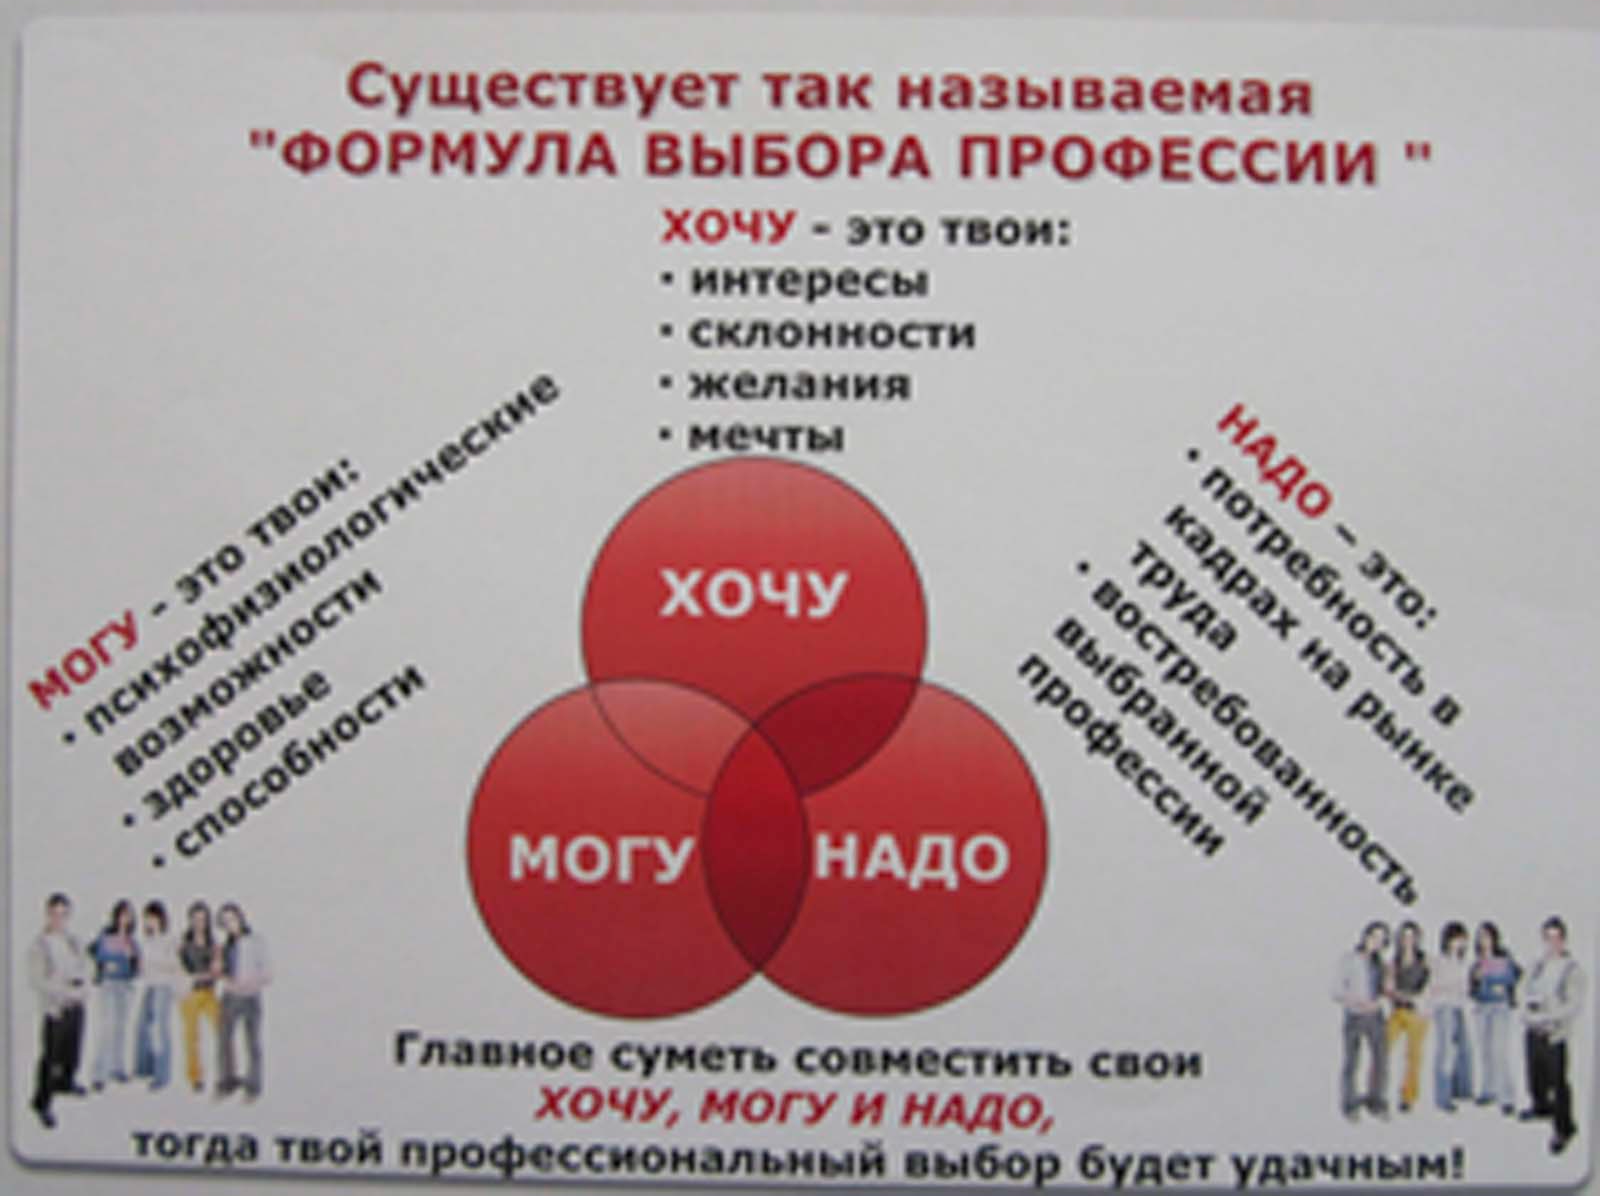 Существует так называемая
"ФОРМУЛА ВЫБОРА ПРОФЕССИИ "
ХОЧУ - это твои:
· интересы
· склонности
· желания
· мечты
МОГУ - это твои:
· психофизиологические
возможности
· здоровье
· способности
НАДО – это:
· потребность в
кадрах на рынке
труда
· востребованность
выбранной
профессии
ХОЧУ
МОГУ
НАДО
Главное суметь совместить свои
ХОЧУ, МОГУ И НАДО,
тогда твой профессиональный выбор будет удачным!